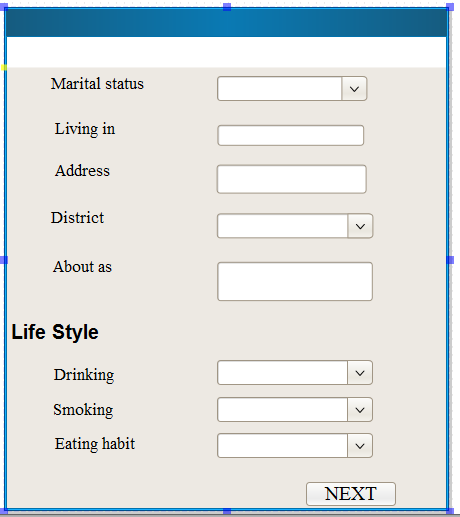 Marital status
Living in
Address
District
About as
Life Style
Drinking
Smoking
Eating habit
NEXT